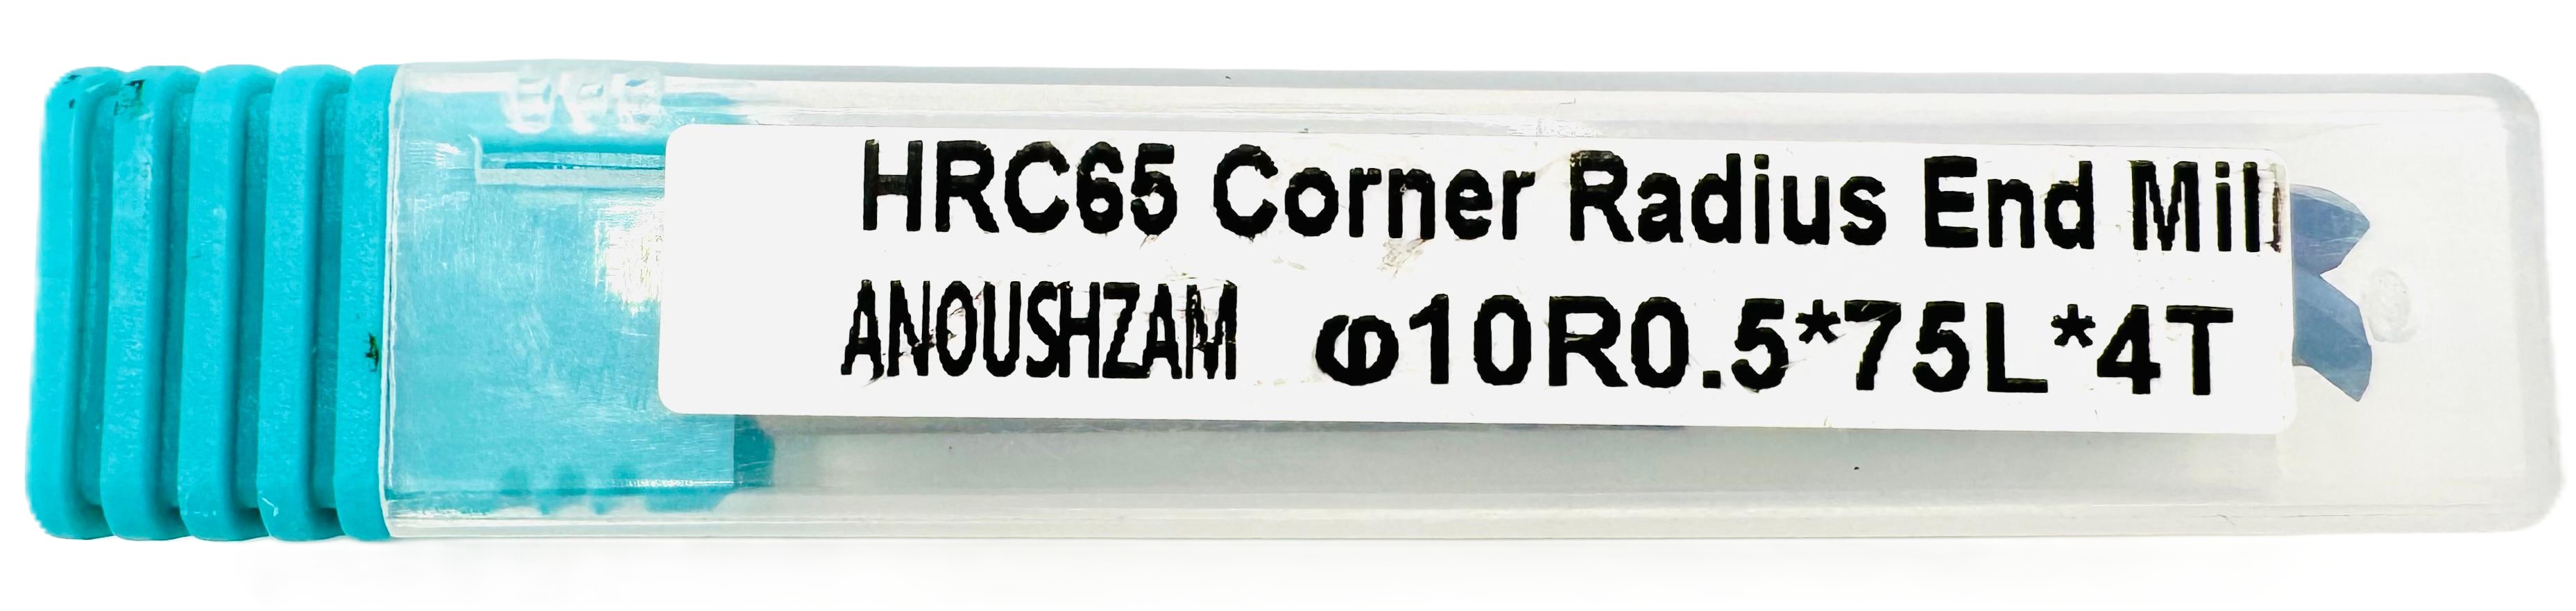 HRC65 Corner Radius End Mill
ANOUSHZAM φ10R0.5*75L*4T